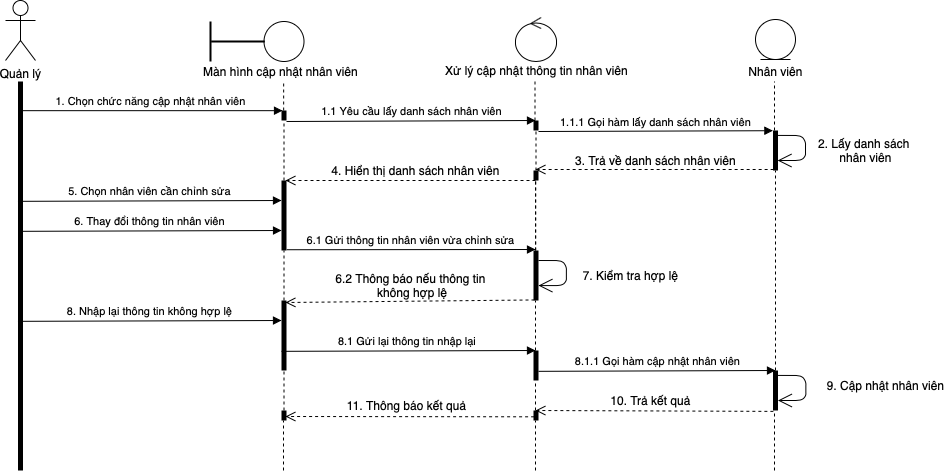 Quản lý
Màn hình cập nhật nhân viên
Xử lý cập nhật thông tin nhân viên
Nhân viên
1. Chọn chức năng cập nhật nhân viên
1.1 Yêu cầu lấy danh sách nhân viên
1.1.1 Gọi hàm lấy danh sách nhân viên
2. Lấy danh sách
nhân viên
3. Trả về danh sách nhân viên
4. Hiển thị danh sách nhân viên
5. Chọn nhân viên cần chỉnh sửa
6. Thay đổi thông tin nhân viên
6.1 Gửi thông tin nhân viên vừa chỉnh sửa
7. Kiểm tra hợp lệ
6.2 Thông báo nếu thông tin
không hợp lệ
8. Nhập lại thông tin không hợp lệ
8.1 Gửi lại thông tin nhập lại
8.1.1 Gọi hàm cập nhật nhân viên
9. Cập nhật nhân viên
10. Trả kết quả
11. Thông báo kết quả